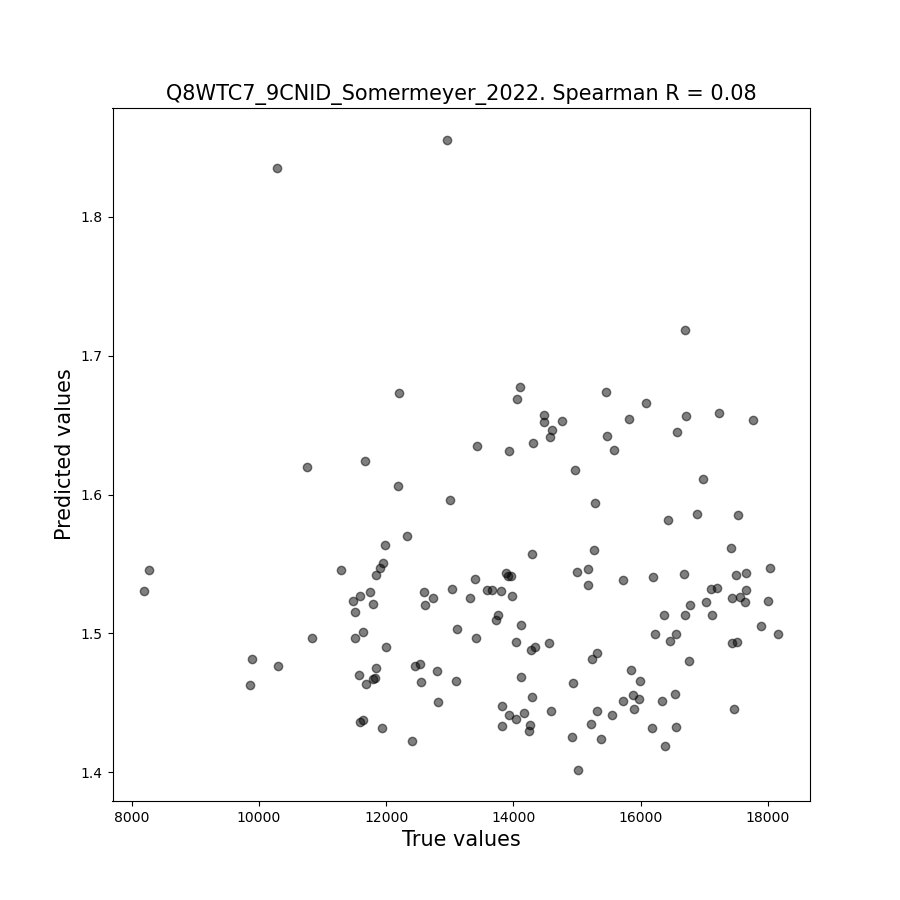 Q8WTC7_9CNID_Somermeyer_2022. Spearman R = 0.08
Predicted values
1.8
1.7
1.6
1.5
1.4
8000 10000 12000 14000 16000 18000
True values